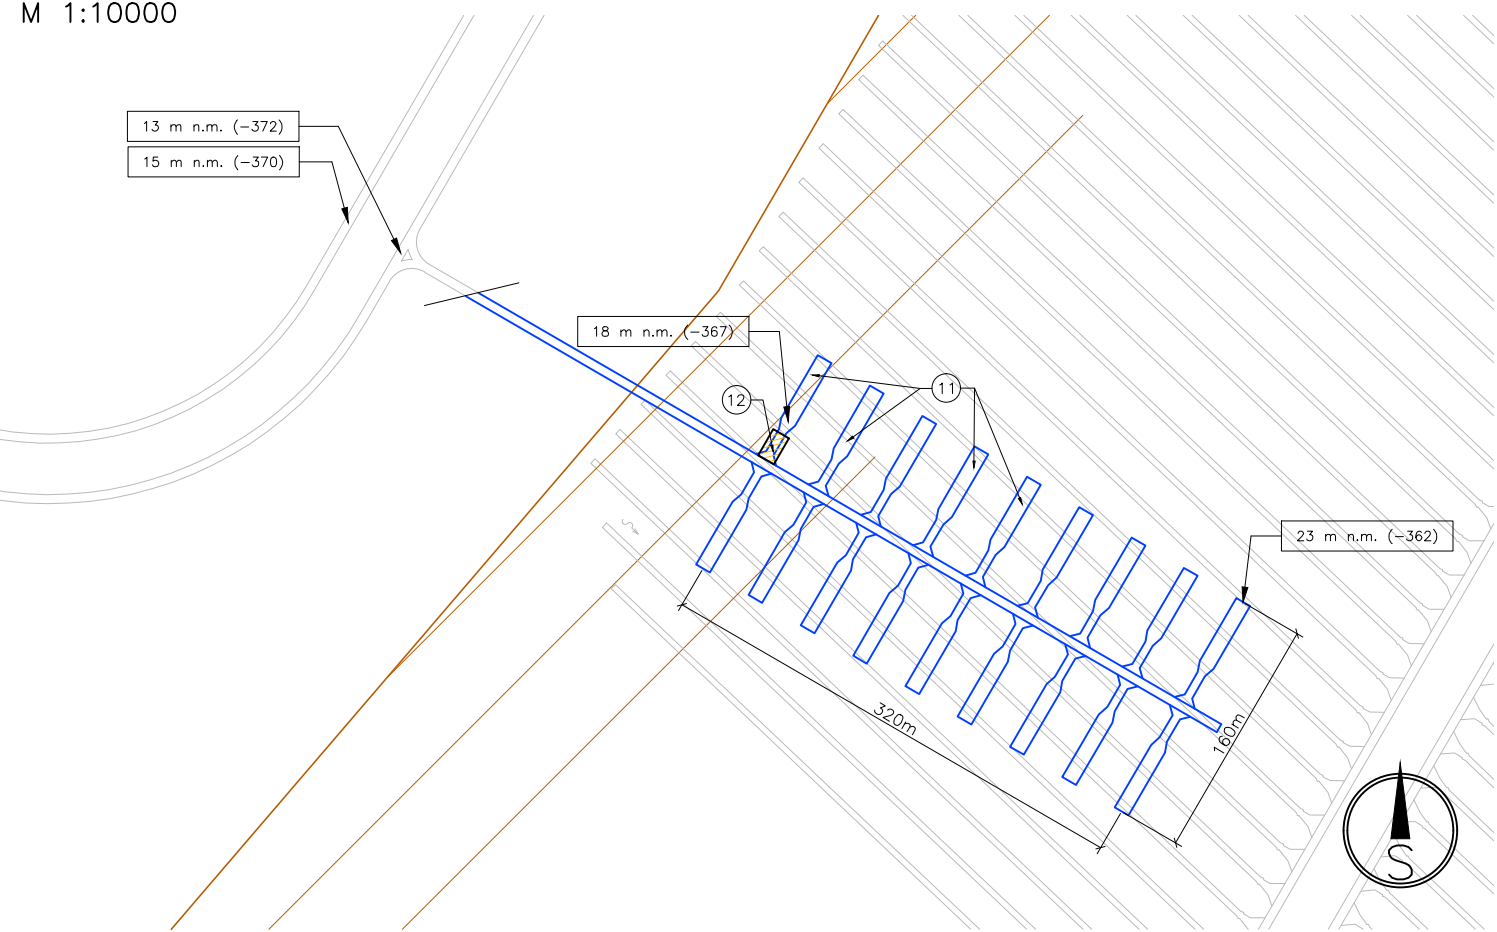 M 1:10000
13 m n.m. (-372)
15 m n.m. (-370)
18 m n.m. (-367)
11
12
23 m n.m. (-362)
320m
160m
S